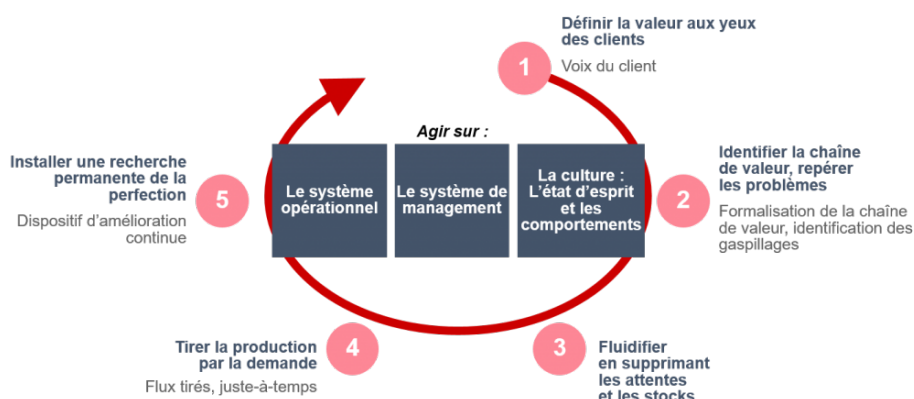 Définir la valeur aux yeux
des clients
1
Voix du client
Agir sur :
Le système
opérationnel
Le système de
management
La culture :
L'état d'esprit
et les
comportements
Identifier la chaîne
de valeur, repérer
les problèmes
2
Formalisation de la chaîne
de valeur, identification des
gaspillages
3
Fluidifier
en supprimant
les attentes
et les stocks
Tirer la production
par la demande
4
Flux tirés, juste-à-temps
Installer une recherche
permanente de la
perfection
5
Dispositif d'amélioration
continue